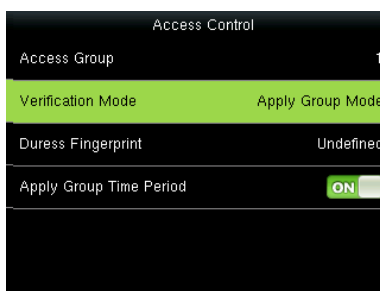 Access Control
Access Group 1
Verification Mode Apply Group Mode
Duress Fingerprint Undefined
Apply Group Time Period ON